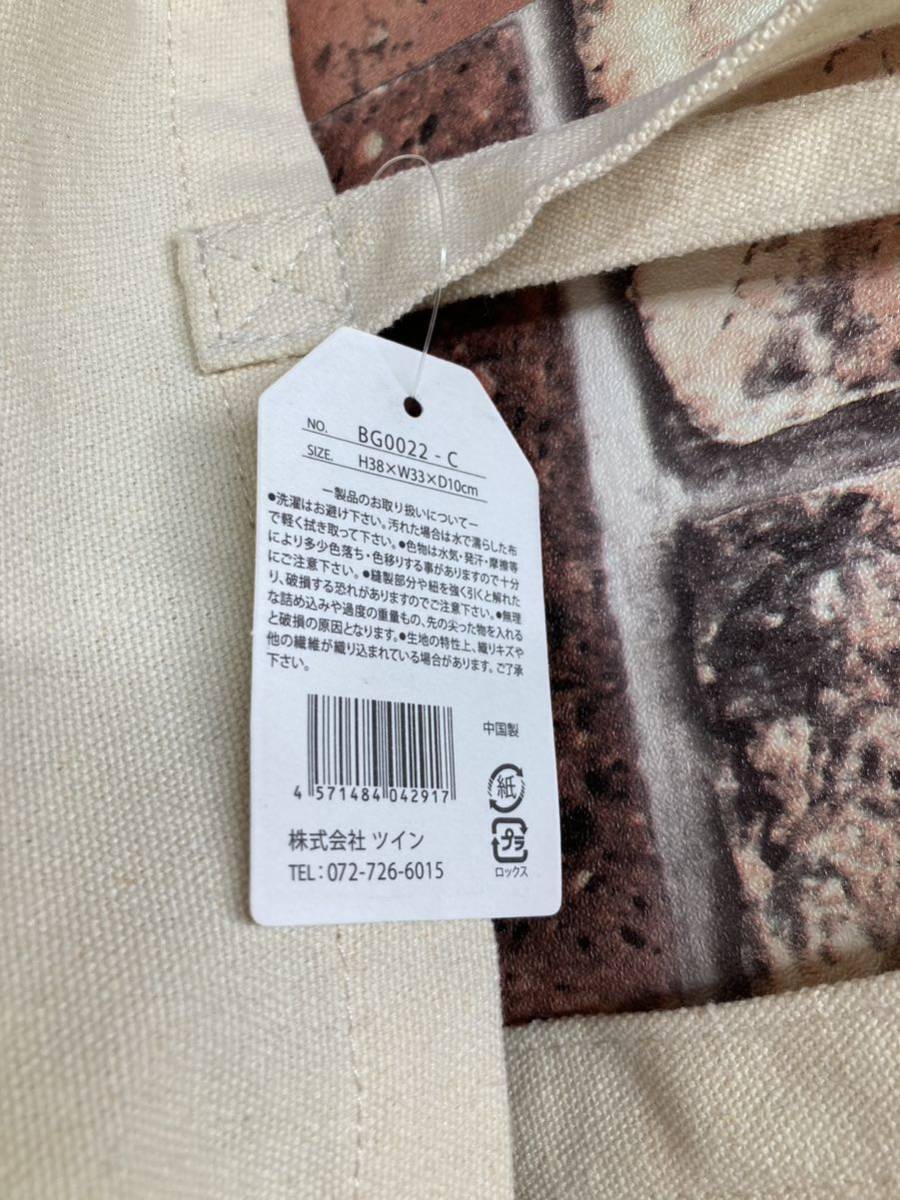 NO. BG0022 - C
SIZE. H38×W33×D10cm
ー製品のお取り扱いについてー
●洗濯はお避け下さい。汚れた場合は水で濡らした布
で軽く拭き取って下さい。●色物は水気・発汗・摩擦等
により多少色落ち・色移りする事がありますので十分
にご注意下さい。●縫製部分や紐を強く引くと解れた
り、破損する恐れがありますのでご注意下さい。●無理
な詰め込みや過度の重量もの、先の尖った物を入れる
と破損の原因となります。●生地の特性上、織りキズや
他の繊維が織り込まれている場合があります。ご了承
下さい。
中国製
4 571484 042917
紙
プラ
ロックス
株式会社 ツイン
TEL：072-726-6015